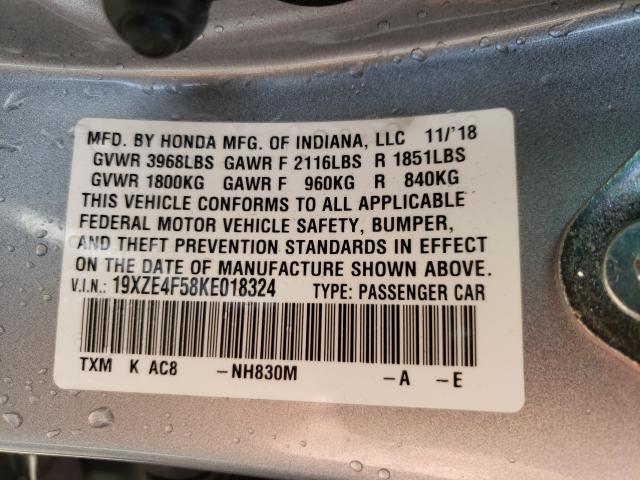 MFD. BY HONDA MFG. OF INDIANA, LLC 11/'18
GVWR 3968LBS GAWR F 2116LBS R 1851LBS
GVWR 1800KG GAWR F 960KG R 840KG
THIS VEHICLE CONFORMS TO ALL APPLICABLE
FEDERAL MOTOR VEHICLE SAFETY, BUMPER,
AND THEFT PREVENTION STANDARDS IN EFFECT
ON THE DATE OF MANUFACTURE SHOWN ABOVE.
V.I.N.: 19XZE4F58KE018324 TYPE: PASSENGER CAR
TXM K AC8 -NH830M -A -E